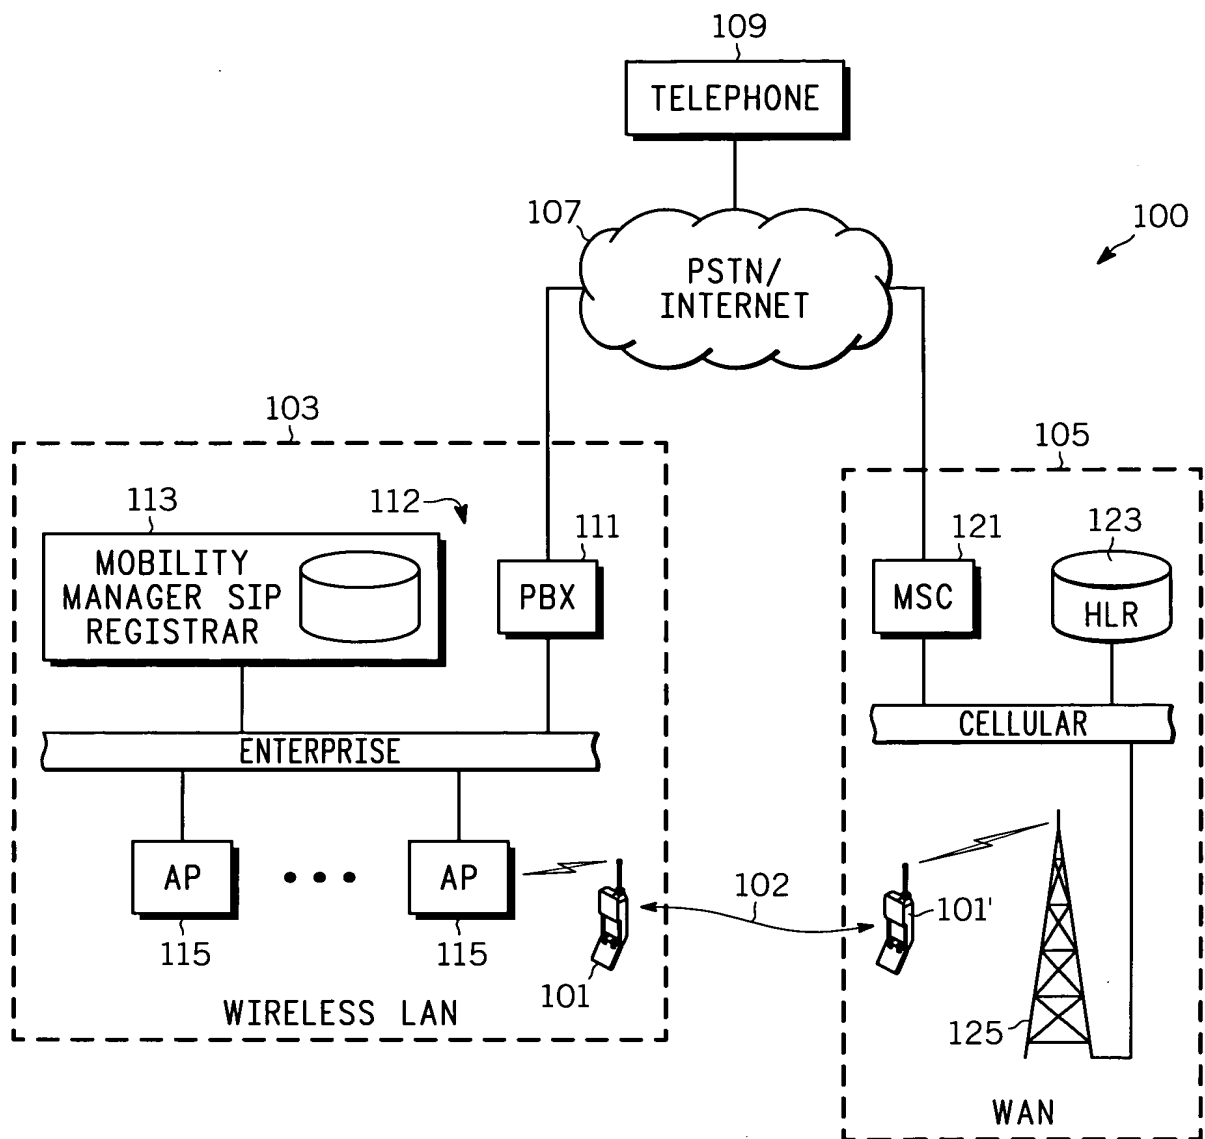 109
TELEPHONE
107
PSTN/
INTERNET
100
103
105
113
112
111
121
123
MOBILITY
MANAGER SIP
REGISTRAR
PBX
MSC
HLR
ENTERPRISE
CELLULAR
AP
AP
102
101'
115
115
101
125
WIRELESS LAN
WAN